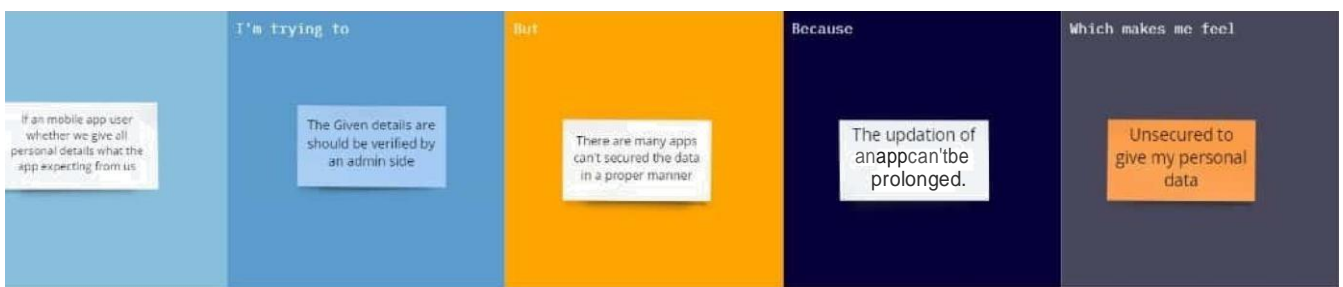 If an mobile app user
whether we give all
personal details what the
app expecting from us
I'm trying to
The Given details are
should be verified by
an admin side
But
There are many apps
can't secured the data
in a proper manner
Because
The updation of
anappcan'tbe
prolonged.
Which makes me feel
Unsecured to
give my personal
data